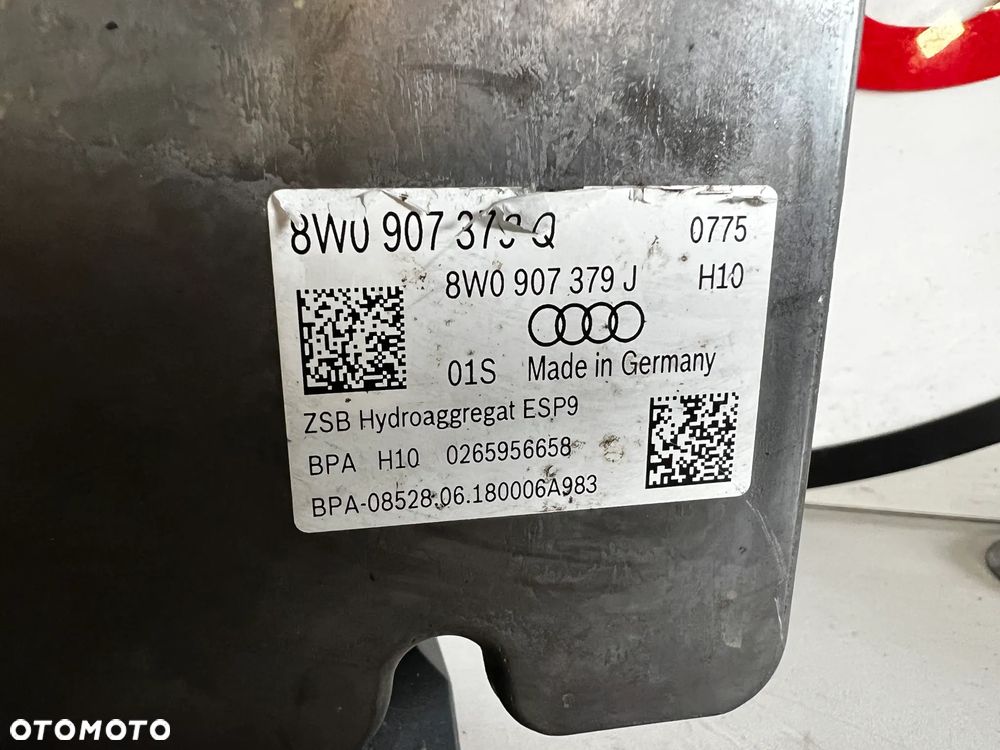 8W0 907 379 Q 0775
8W0 907 379 J H10
01S Made in Germany
ZSB Hydroaggregat ESP9
BPA H10 0265956658
BPA-08528.06.180006A983
OTOMOTO